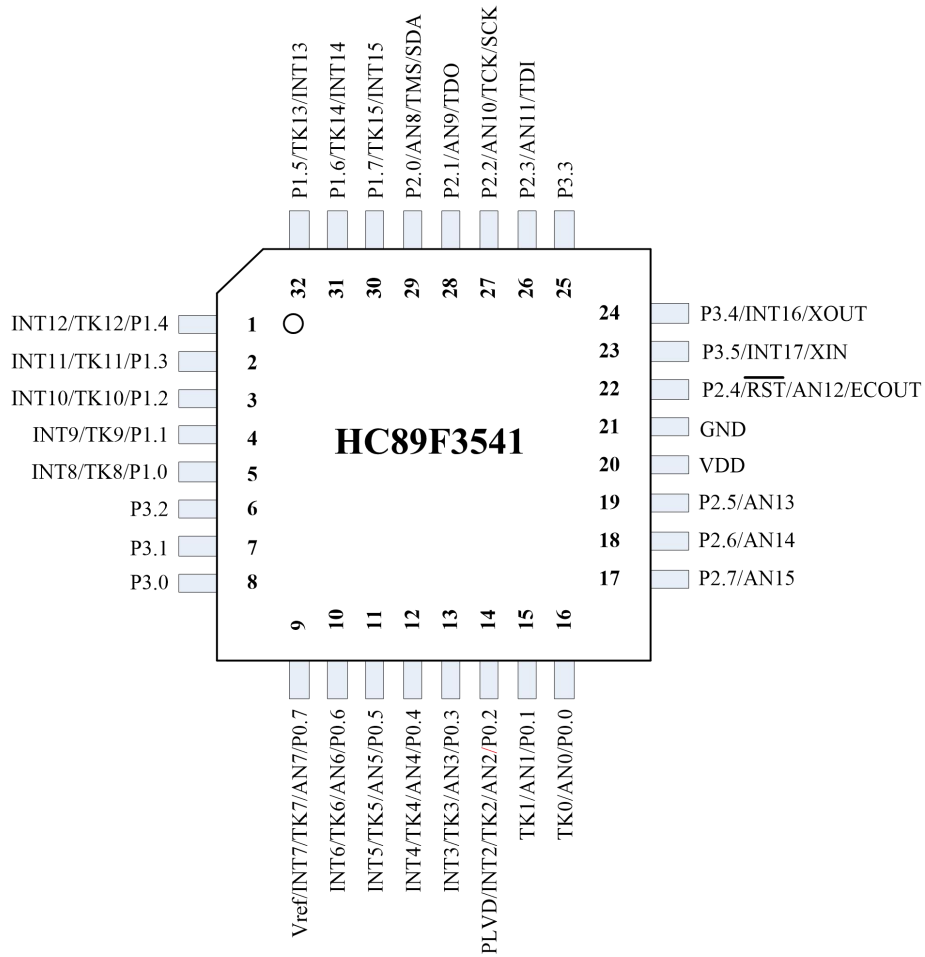 P1.5/TK13/INT13
P1.6/TK14/INT14
P1.7/TK15/INT15
P2.0/AN8/TMS/SDA
P2.1/AN9/TDO
P2.2/AN10/TCK/SCK
P2.3/AN11/TDI
P3.3
32
31
30
29
28
27
26
25
INT12/TK12/P1.4
1
INT11/TK11/P1.3
2
INT10/TK10/P1.2
3
INT9/TK9/P1.1
4
INT8/TK8/P1.0
5
P3.2
6
P3.1
7
P3.0
8
HC89F3541
24
P3.4/INT16/XOUT
23
P3.5/INT17/XIN
22
P2.4/RST/AN12/ECOUT
21
GND
20
VDD
19
P2.5/AN13
18
P2.6/AN14
17
P2.7/AN15
9
10
11
12
13
14
15
16
Vref/INT7/TK7/AN7/P0.7
INT6/TK6/AN6/P0.6
INT5/TK5/AN5/P0.5
INT4/TK4/AN4/P0.4
INT3/TK3/AN3/P0.3
PLVD/INT2/TK2/AN2/P0.2
TK1/AN1/P0.1
TK0/AN0/P0.0